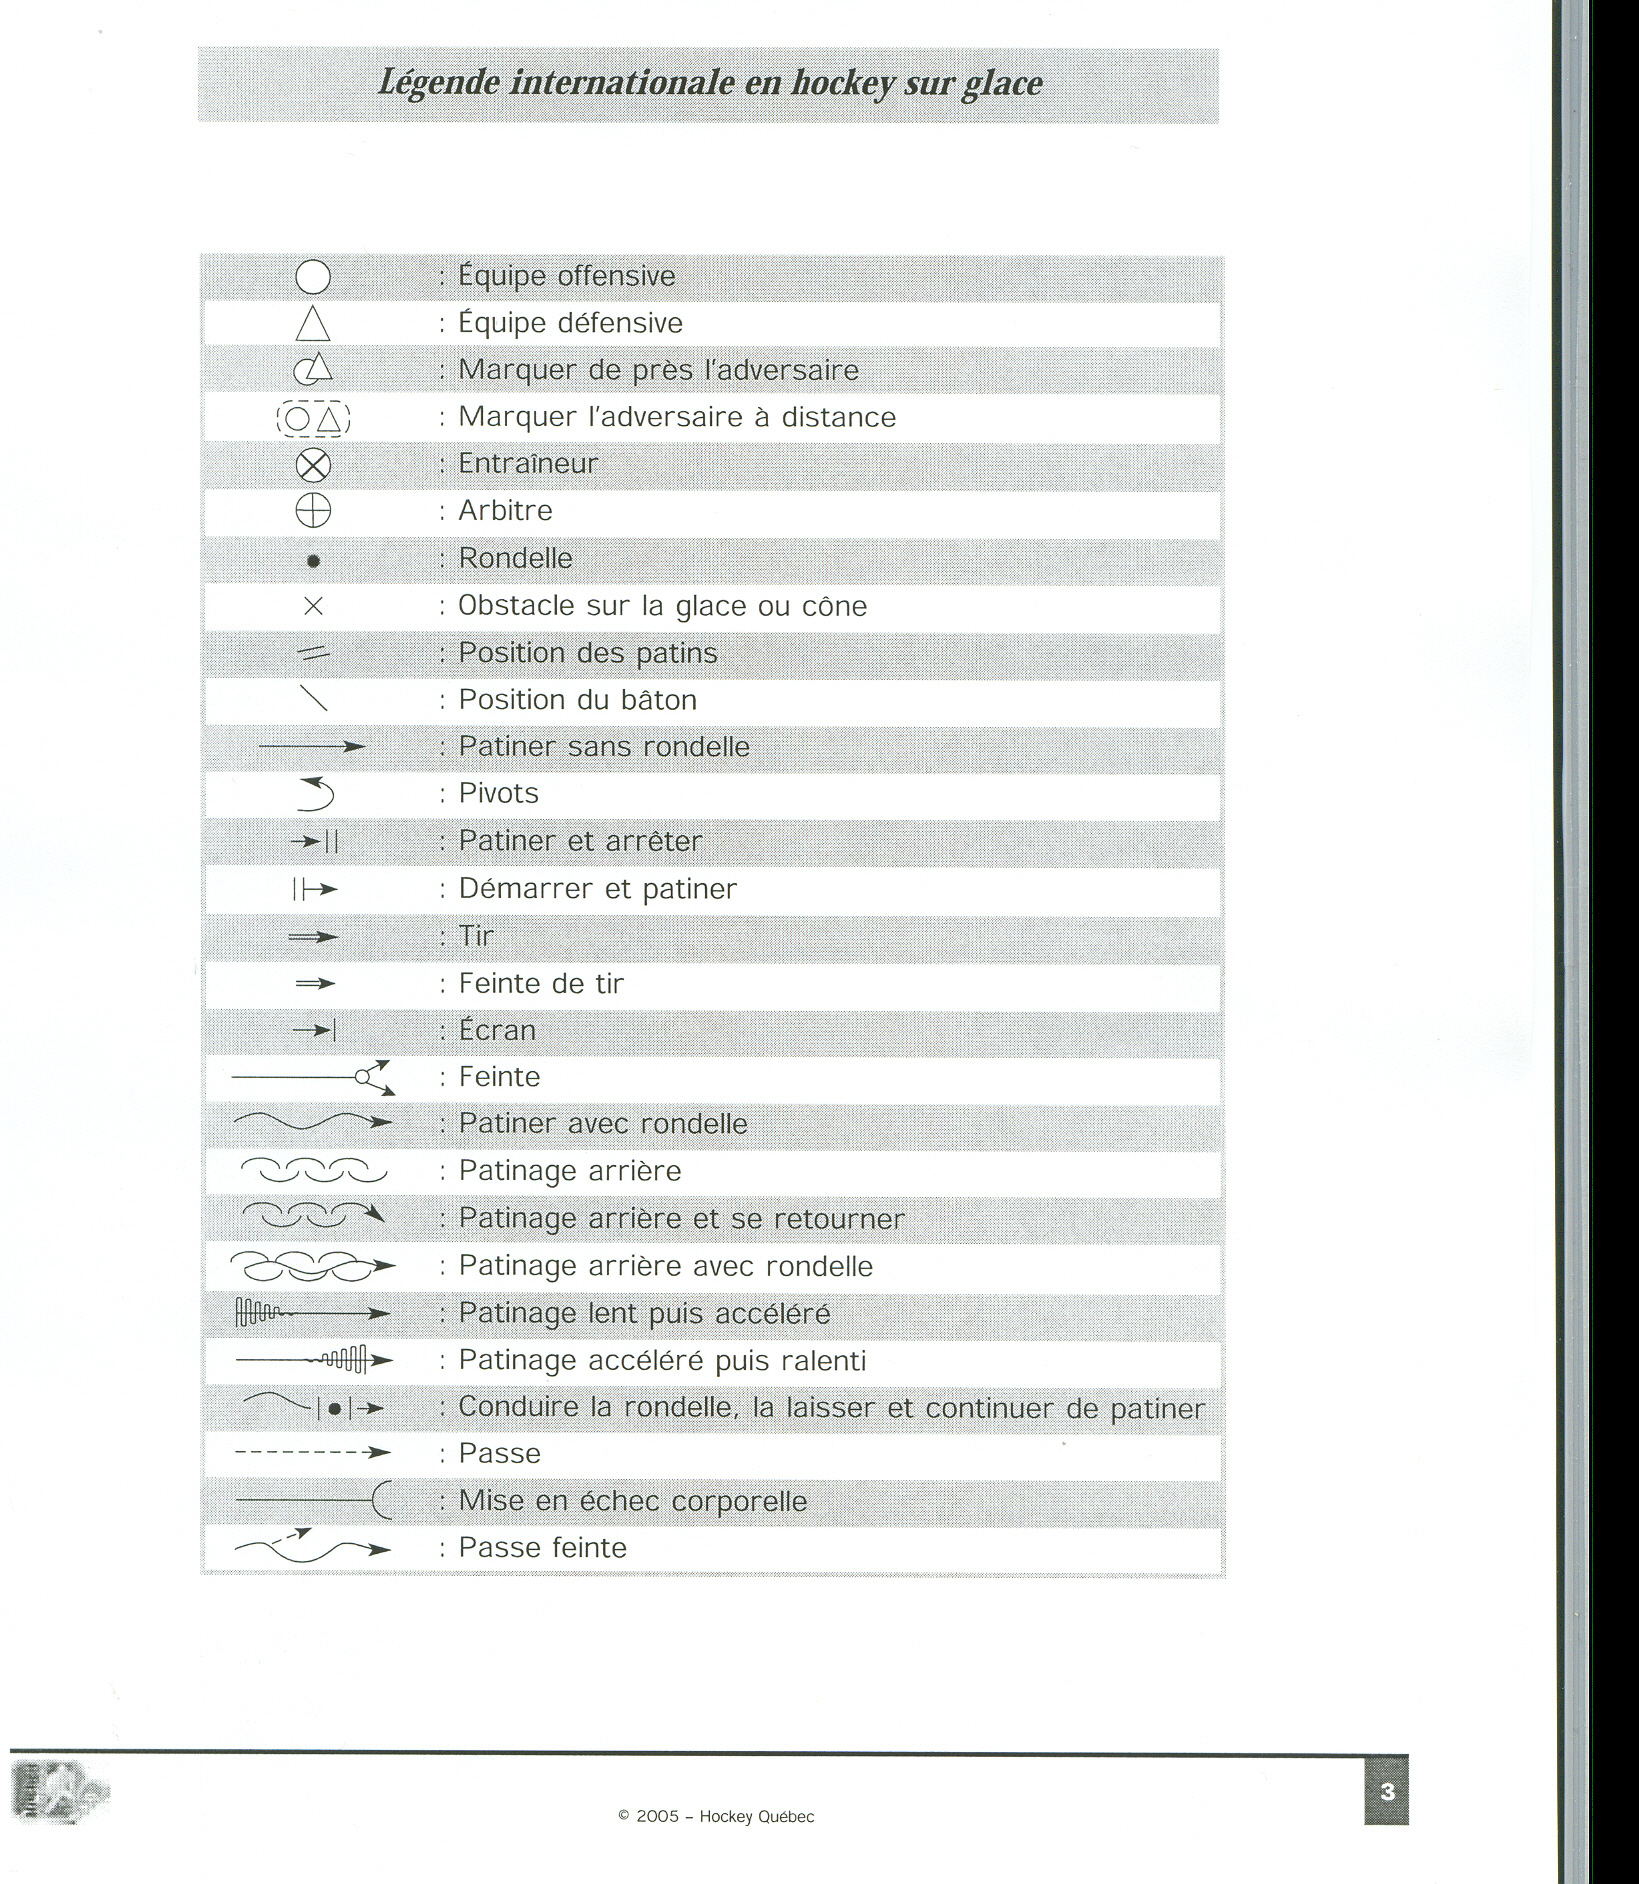 Légende internationale en hockey sur glace
: Équipe offensive
: Équipe défensive
: Marquer de près l'adversaire
: Marquer l'adversaire à distance
: Entraîneur
: Arbitre
: Rondelle
: Obstacle sur la glace ou cône
: Position des patins
: Position du bâton
: Patiner sans rondelle
: Pivots
: Patiner et arrêter
: Démarrer et patiner
: Tir
: Feinte de tir
: Écran
: Feinte
: Patiner avec rondelle
: Patinage arrière
: Patinage arrière et se retourner
: Patinage arrière avec rondelle
: Patinage lent puis accéléré
: Patinage accéléré puis ralenti
: Conduire la rondelle, la laisser et continuer de patiner
: Passe
: Mise en échec corporelle
: Passe feinte
© 2005 – Hockey Québec
3